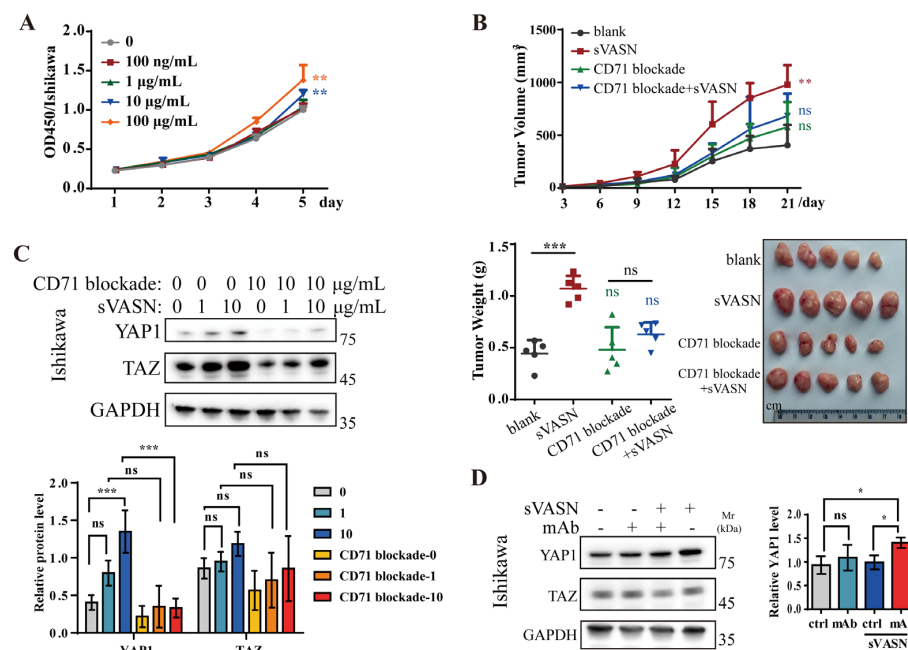 A
0
100 ng/mL
1 μg/mL
10 μg/mL
100 μg/mL
OD450/Ishikawa
2.0
1.5
1.0
0.5
0.0
1 2 3 4 5 day
**
**
B
blank
sVASN
CD71 blockade
CD71 blockade+sVASN
Tumor Volume (mm³)
1500
1000
500
0
3 6 9 12 15 18 21 /day
**
ns
ns
Tumor Weight (g)
1.5
1.0
0.5
0.0
***
ns
ns
ns
blank
sVASN
CD71 blockade
CD71 blockade
+sVASN
blank
sVASN
CD71 blockade
CD71 blockade
+sVASN
cm
C
CD71 blockade: 0 0 0 10 10 10 μg/mL
sVASN: 0 1 10 0 1 10 μg/mL
Ishikawa
YAP1 75
TAZ 45
GAPDH 35
Relative protein level
2.0
1.5
1.0
0.5
0.0
***
ns
ns
***
ns
ns
ns
ns
ns
0
1
10
CD71 blockade-0
CD71 blockade-1
CD71 blockade-10
YAP1 TAZ
D
sVASN - - + +
mAb - + + -
Mr
(kDa)
Ishikawa
YAP1 75
TAZ 45
GAPDH 35
Relative YAP1 level
2.0
1.5
1.0
0.5
0.0
*
ns
*
ctrl mAb ctrl mA
sVASN